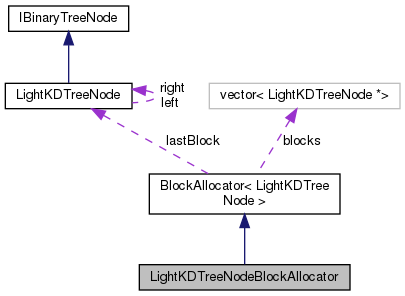 IBinaryTreeNode
LightKDTreeNode
right
left
vector< LightKDTreeNode *>
lastBlock
blocks
BlockAllocator< LightKDTree
Node >
LightKDTreeNodeBlockAllocator